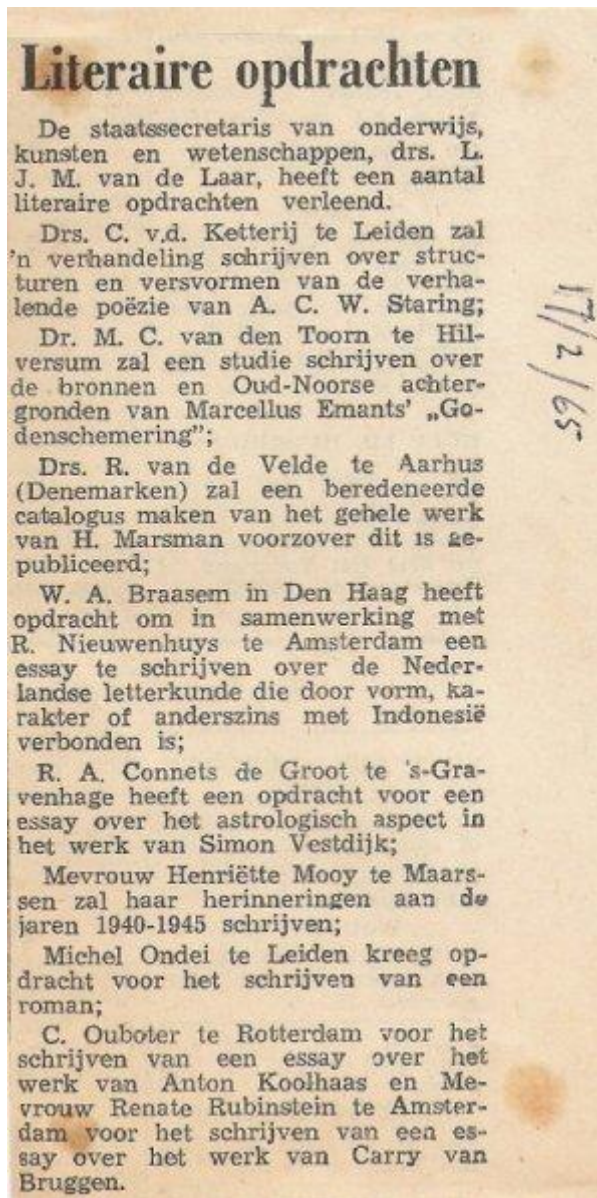 Literaire opdrachten
De staatssecretaris van onderwijs,
kunsten en wetenschappen, drs. L.
J. M. van de Laar, heeft een aantal
literaire opdrachten verleend.
Drs. C. v.d. Ketterij te Leiden zal
'n verhandeling schrijven over struc-
turen en versvormen van de verha-
lende poëzie van A. C. W. Staring;
Dr. M. C. van den Toorn te Hil-
versum zal een studie schrijven over
de bronnen en Oud-Noorse achter-
gronden van Marcellus Emants' „Go-
denschemering";
Drs. R. van de Velde te Aarhus
(Denemarken) zal een beredeneerde
catalogus maken van het gehele werk
van H. Marsman voorzover dit is ge-
publiceerd;
W. A. Braasem in Den Haag heeft
opdracht om in samenwerking met
R. Nieuwenhuys te Amsterdam een
essay te schrijven over de Neder-
landse letterkunde die door vorm, ka-
rakter of anderszins met Indonesië
verbonden is;
R. A. Connets de Groot te 's-Gra-
venhage heeft een opdracht voor een
essay over het astrologisch aspect in
het werk van Simon Vestdijk;
Mevrouw Henriëtte Mooy te Maars-
sen zal haar herinneringen aan de
jaren 1940-1945 schrijven;
Michel Ondei te Leiden kreeg op-
dracht voor het schrijven van een
roman;
C. Ouboter te Rotterdam voor het
schrijven van een essay over het
werk van Anton Koolhaas en Me-
vrouw Renate Rubinstein te Amster-
dam voor het schrijven van een es-
say over het werk van Carry van
Bruggen.
17/2/65